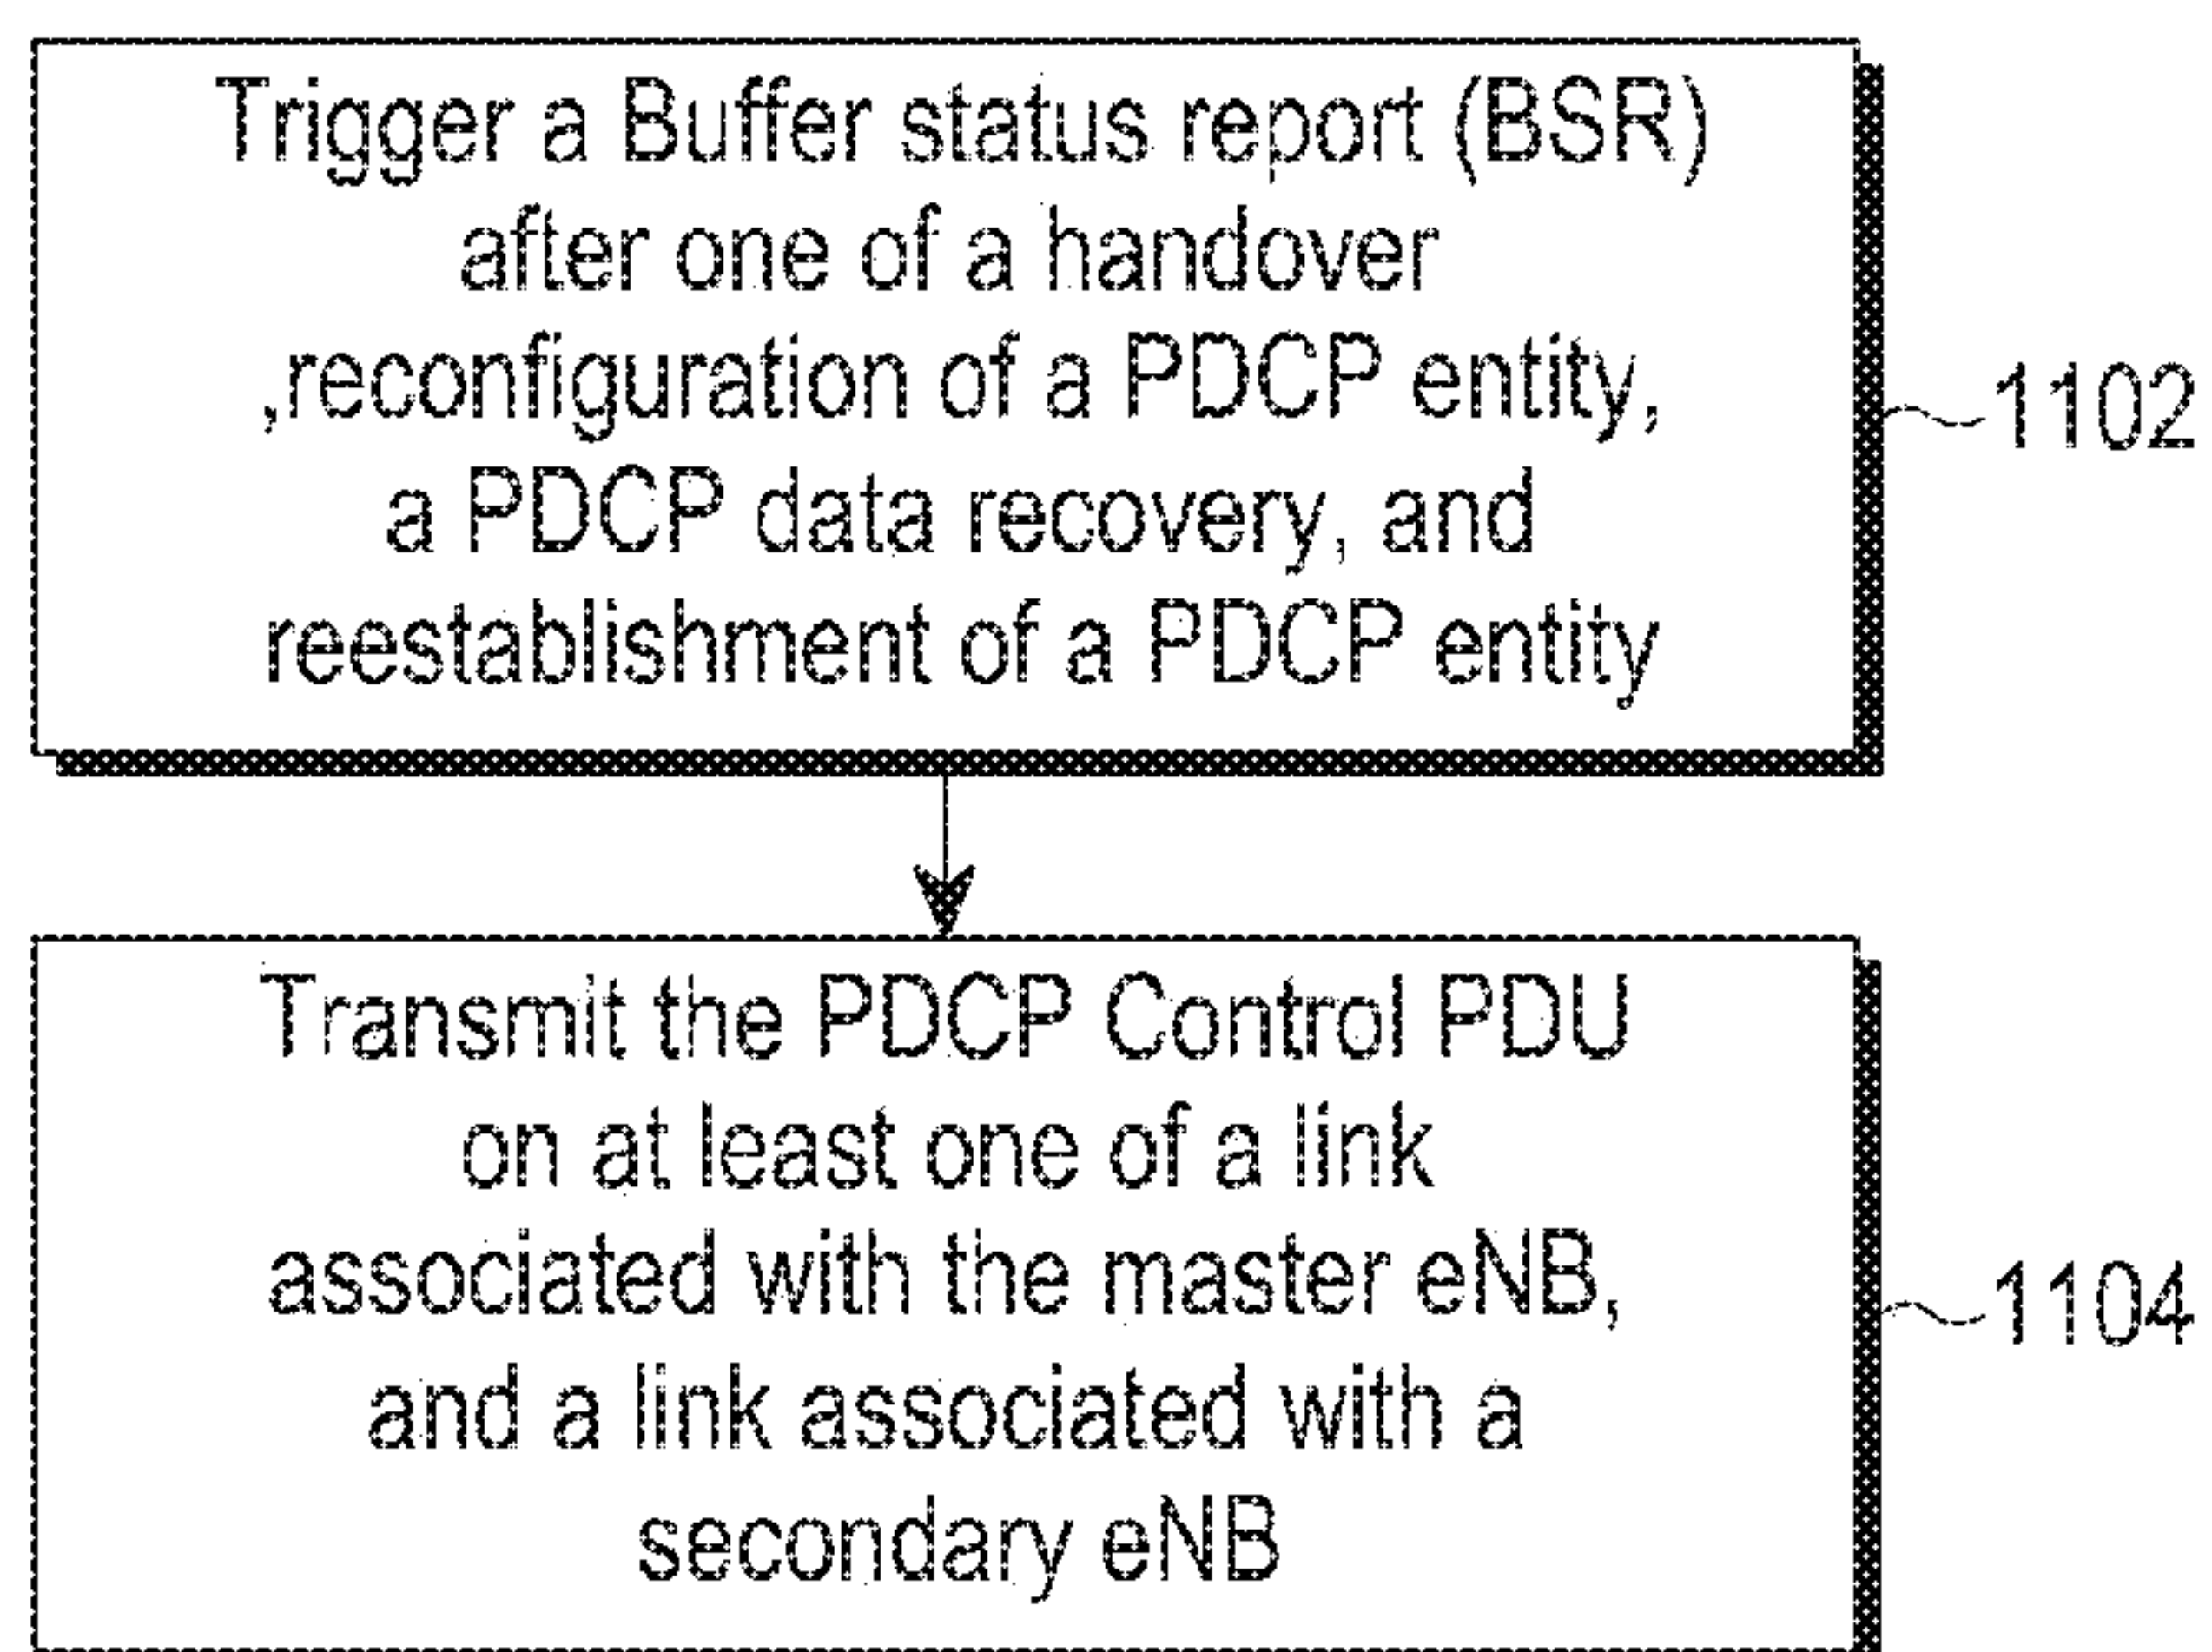 Trigger a Buffer status report (BSR)
after one of a handover
,reconfiguration of a PDCP entity,
a PDCP data recovery, and
reestablishment of a PDCP entity
1102
Transmit the PDCP Control PDU
on at least one of a link
associated with the master eNB,
and a link associated with a
secondary eNB
1104